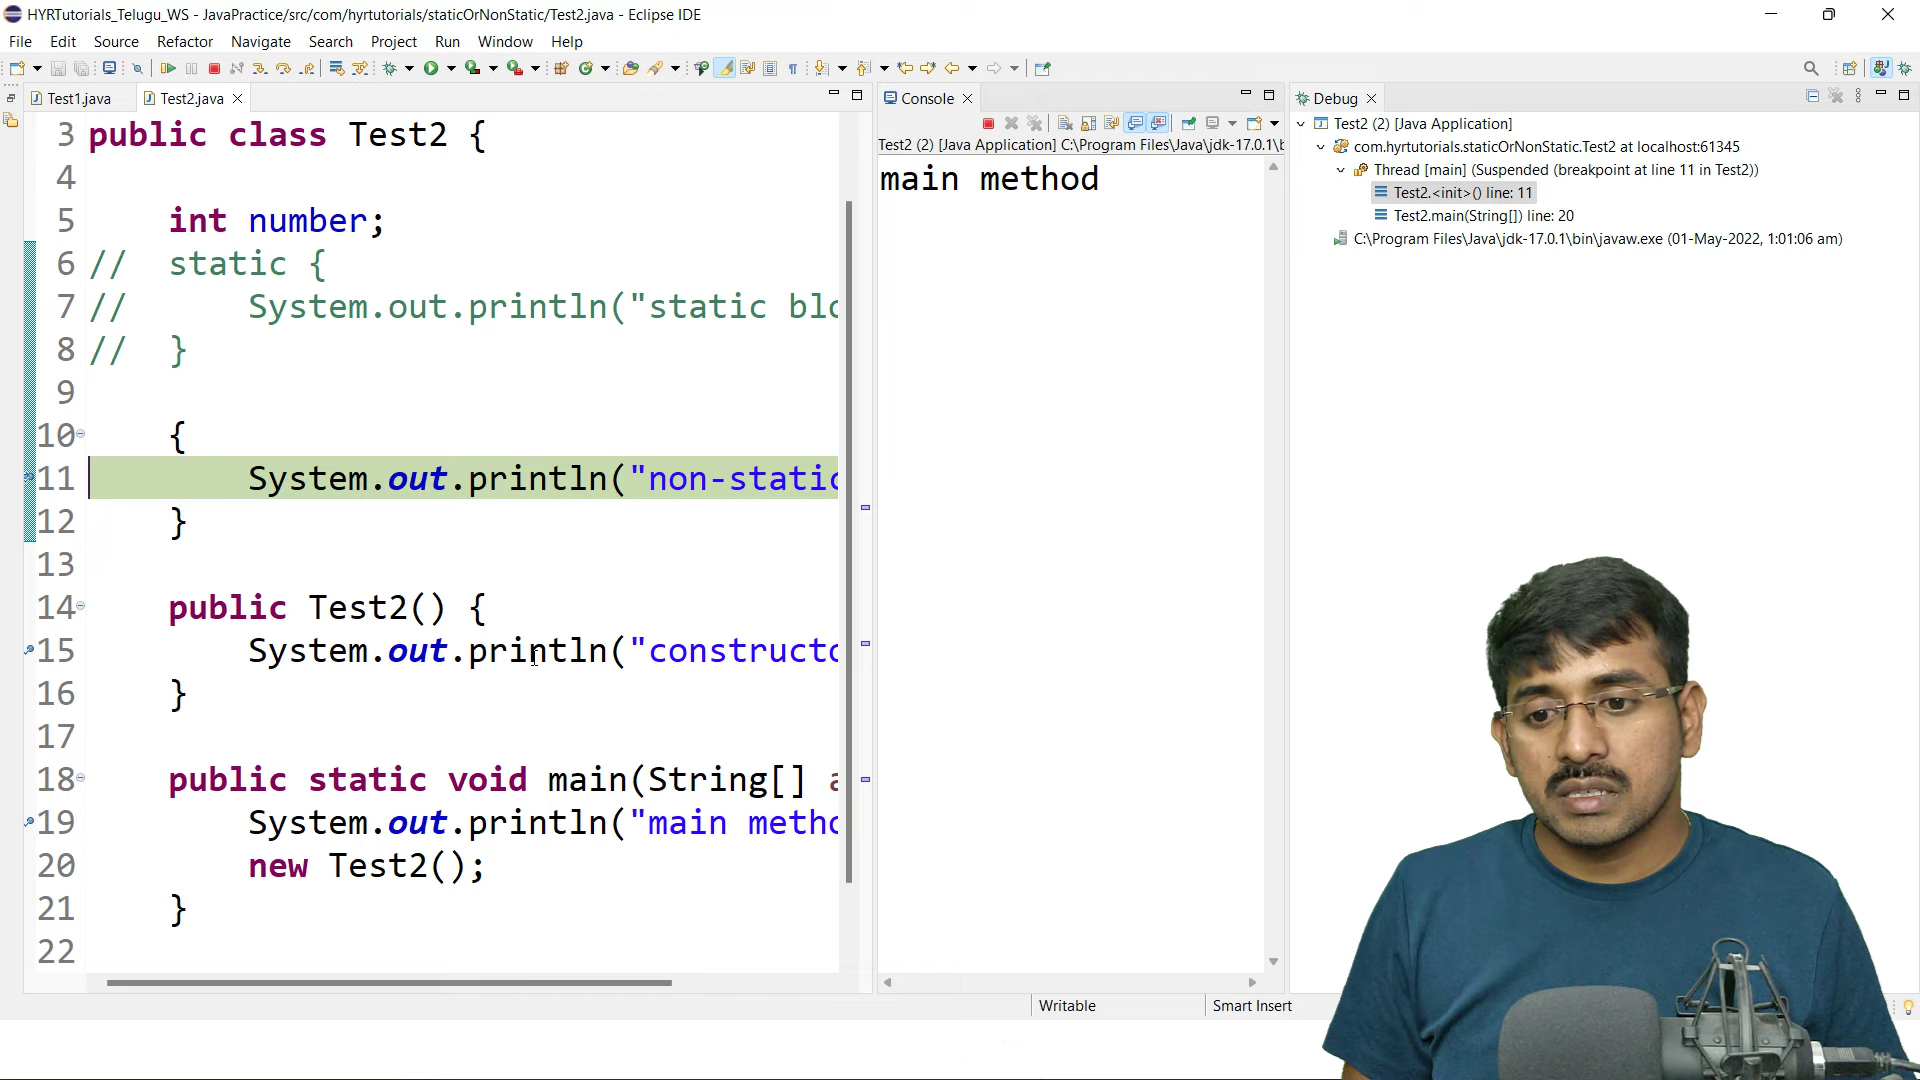 HYRTutorials_Telugu_WS - JavaPractice/src/com/hyrtutorials/staticOrNonStatic/Test2.java - Eclipse IDE
File Edit Source Refactor Navigate Search Project Run Window Help
Test1.java Test2.java
3 public class Test2 {
4
5 int number;
6 // static {
7 // System.out.println("static blo
8 // }
9
10 {
11 System.out.println("non-static
12 }
13
14 public Test2() {
15 System.out.println("constructo
16 }
17
18 public static void main(String[] a
19 System.out.println("main metho
20 new Test2();
21 }
22
Console
Test2 (2) [Java Application] C:\Program Files\Java\jdk-17.0.1\b
main method
Debug
Test2 (2) [Java Application]
com.hyrtutorials.staticOrNonStatic.Test2 at localhost:61345
Thread [main] (Suspended (breakpoint at line 11 in Test2))
Test2.<init>() line: 11
Test2.main(String[]) line: 20
C:\Program Files\Java\jdk-17.0.1\bin\javaw.exe (01-May-2022, 1:01:06 am)
Writable Smart Insert